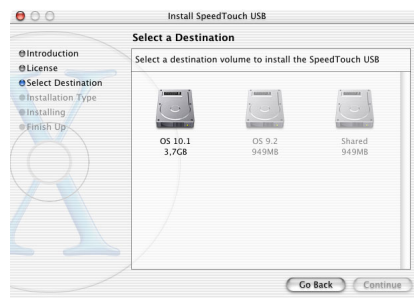 Install SpeedTouch USB
Select a Destination
Introduction
License
Select Destination
Installation Type
Installing
Finish Up
Select a destination volume to install the SpeedTouch USB
OS 10.1
3,7GB
OS 9.2
949MB
Shared
949MB
Go Back
Continue